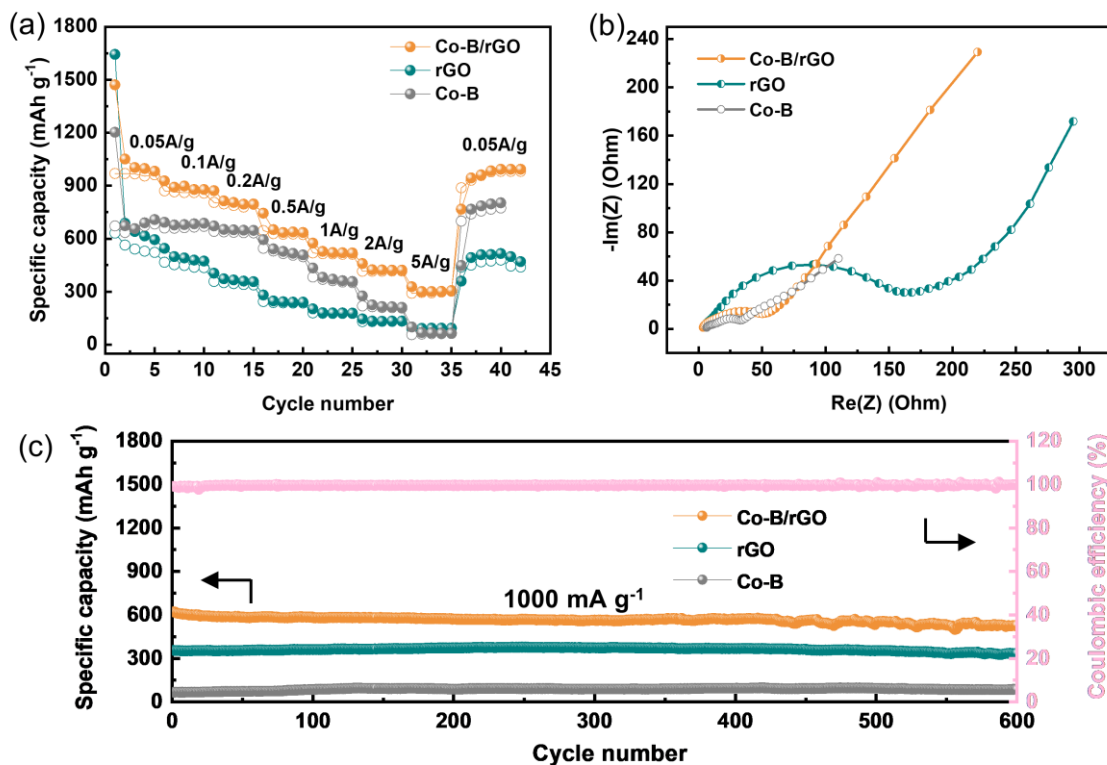 (a)
Specific capacity (mAh g⁻¹)
1800
1500
1200
900
600
300
0
Co-B/rGO
rGO
Co-B
0.05A/g
0.1A/g
0.2A/g
0.5A/g
1A/g
2A/g
5A/g
0.05A/g
0 5 10 15 20 25 30 35 40 45
Cycle number
(b)
-Im(Z) (Ohm)
240
200
160
120
80
40
0
Co-B/rGO
rGO
Co-B
0 50 100 150 200 250 300
Re(Z) (Ohm)
(c)
Specific capacity (mAh g⁻¹)
1800
1500
1200
900
600
300
0
Co-B/rGO
rGO
Co-B
1000 mA g⁻¹
0 100 200 300 400 500 600
Cycle number
120
100
80
60
40
20
0
Coulombic efficiency (%)